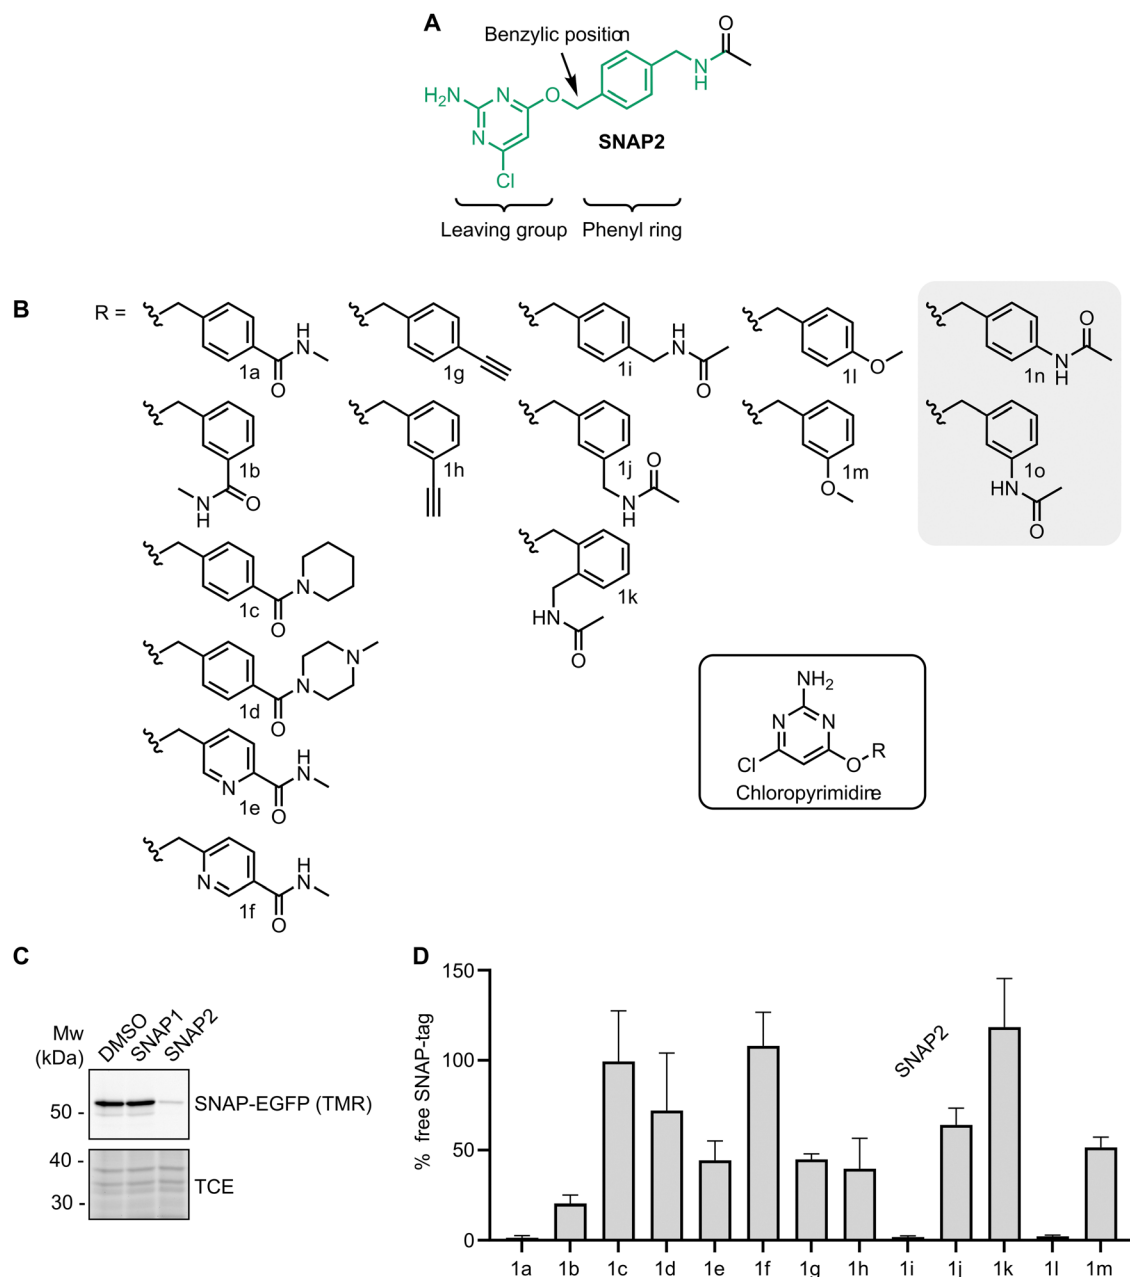 A
Benzylic position
O
H₂N
N
O
N
H
N
SNAP2
Cl
Leaving group
Phenyl ring
B
R =
H
N
O
1a
1g
N
H
O
1i
O
1l
O
N
H
1n
1b
O
N
H
1h
1j
O
N
H
1m
O
1o
HN
O
N
O
1c
1k
HN
O
N
N
O
1d
NH₂
N
N
Cl
O
R
Chloropyrimidine
H
N
N
O
1e
H
N
N
O
1f
C
Mw
(kDa)
DMSO
SNAP1
SNAP2
50 -
SNAP-EGFP (TMR)
40 -
30 -
TCE
D
% free SNAP-tag
150
100
50
0
SNAP2
1a 1b 1c 1d 1e 1f 1g 1h 1i 1j 1k 1l 1m